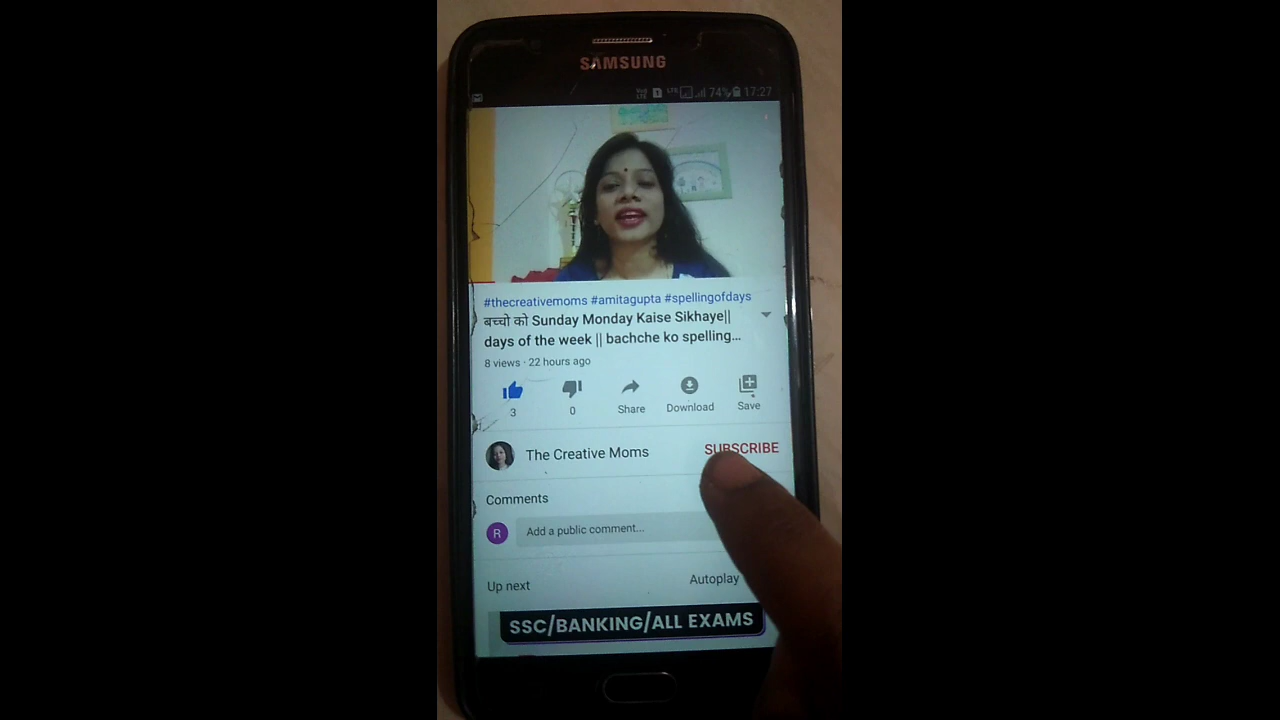 SAMSUNG
74% 17:27
#thecreativemoms #amitagupta #spellingofdays
बच्चो को Sunday Monday Kaise Sikhaye||
days of the week || bachche ko spelling...
8 views · 22 hours ago
3 0 Share Download Save
The Creative Moms SUBSCRIBE
Comments
R Add a public comment...
Up next Autoplay
SSC/BANKING/ALL EXAMS